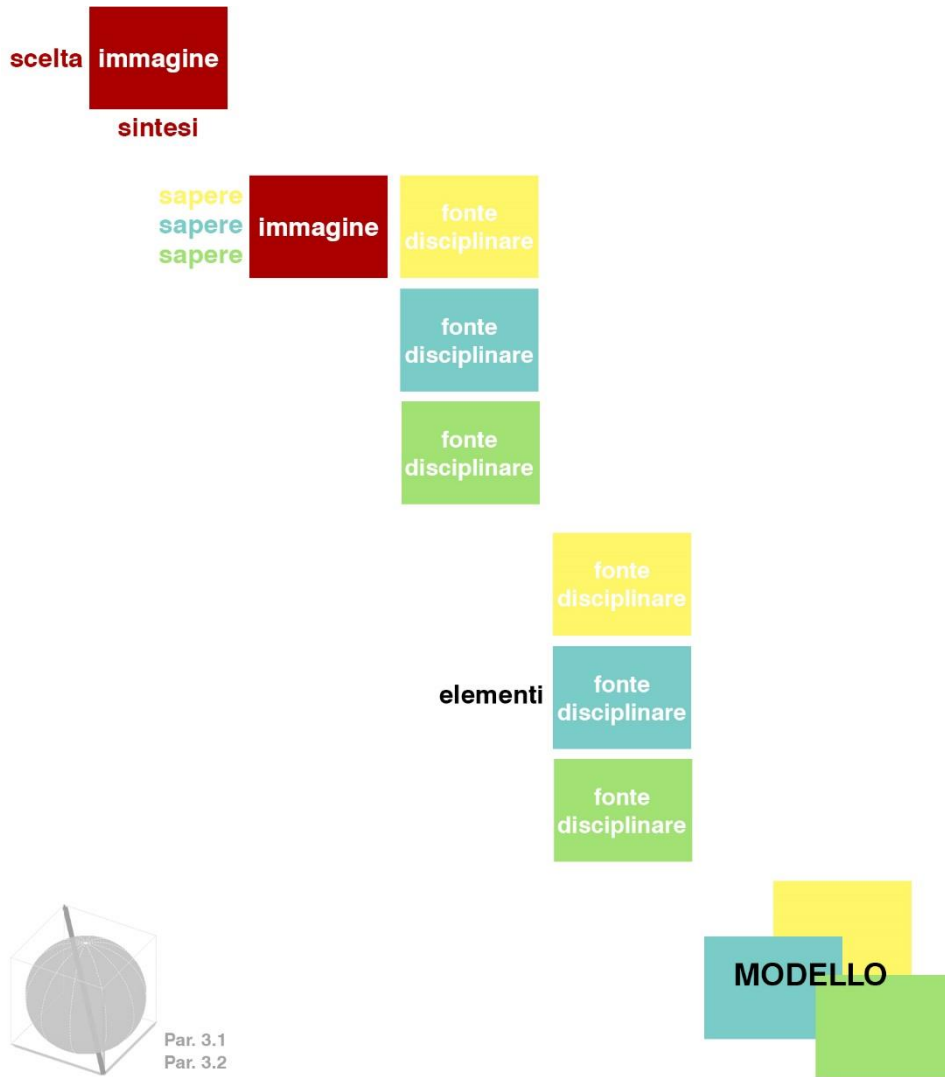 scelta immagine
sintesi
sapere
sapere
sapere
immagine
fonte
disciplinare
fonte
disciplinare
fonte
disciplinare
fonte
disciplinare
elementi
fonte
disciplinare
fonte
disciplinare
MODELLO
Par. 3.1
Par. 3.2